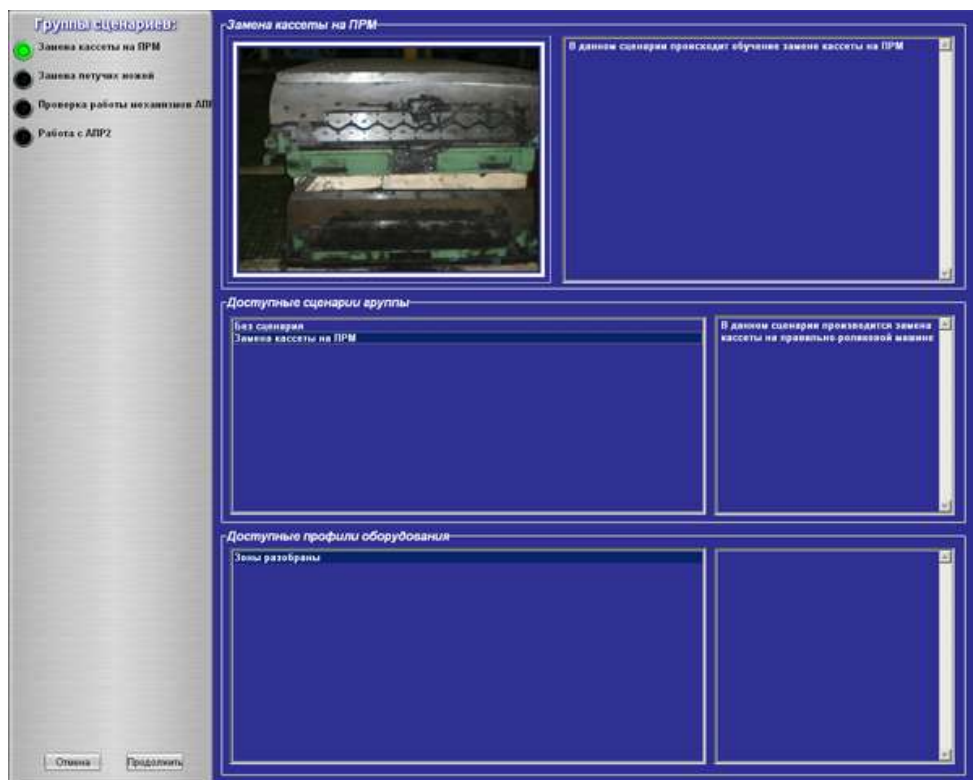 Группы сценариев:
Замена кассеты на ПРМ
Замена летучих ножей
Проверка работы механизмов АПР
Работа с АПР2
Отмена
Продолжить
Замена кассеты на ПРМ
В данном сценарии происходит обучение замене кассеты на ПРМ
Доступные сценарии группы
Без сценария
Замена кассеты на ПРМ
В данном сценарии производится замена
кассеты на правильно-роликовой машине
Доступные профили оборудования
Зоны разобраны